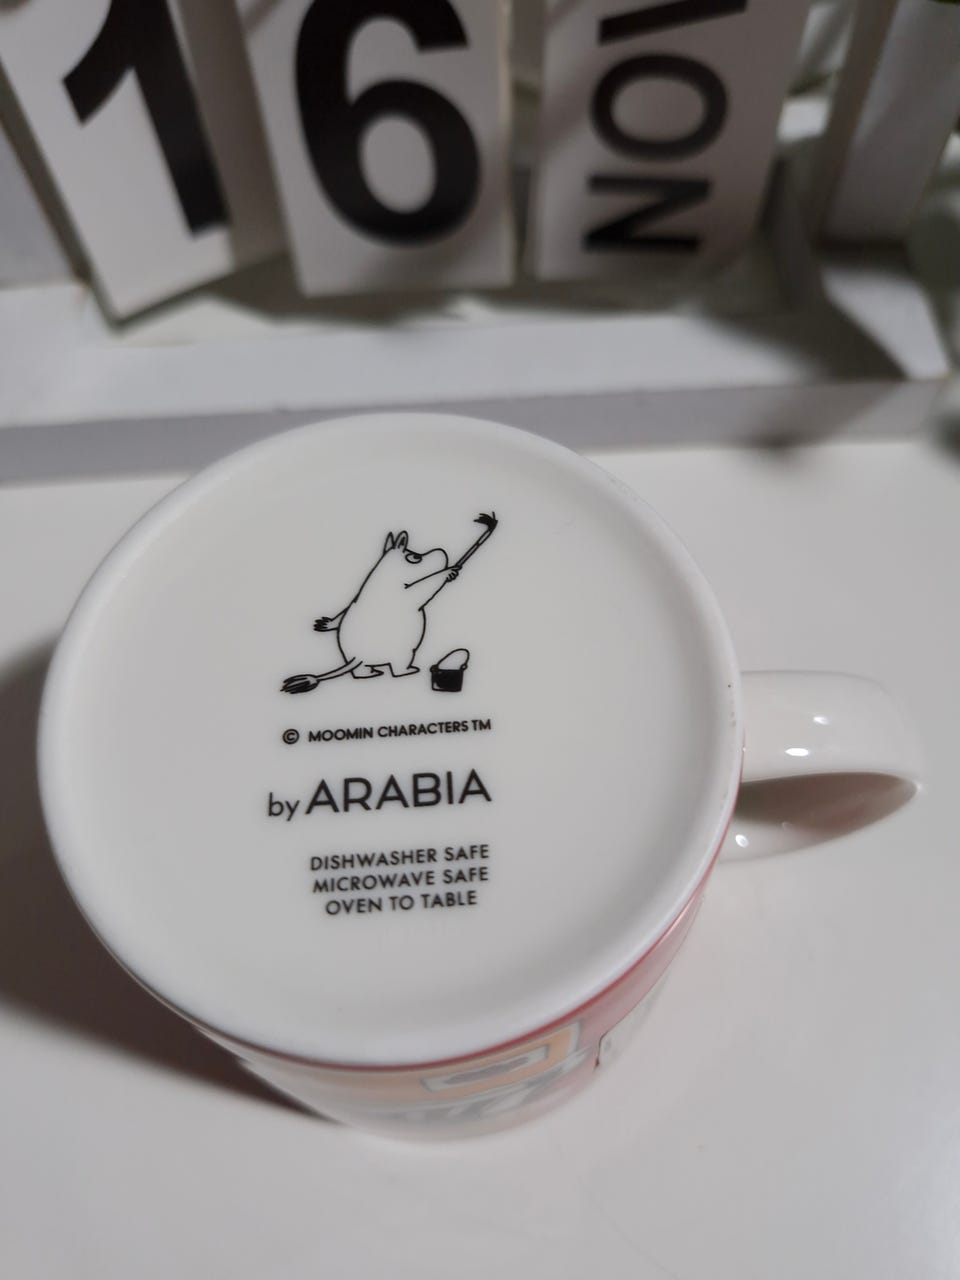 16 NOV
© MOOMIN CHARACTERS TM
by ARABIA
DISHWASHER SAFE
MICROWAVE SAFE
OVEN TO TABLE